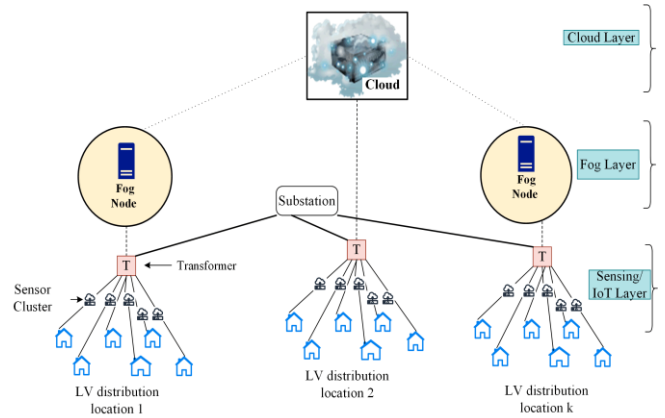 Cloud Layer
Cloud
Fog Layer
Fog
Node
Fog
Node
Substation
T
Transformer
T
T
Sensing/
IoT Layer
Sensor
Cluster
LV distribution
location 1
LV distribution
location 2
LV distribution
location k